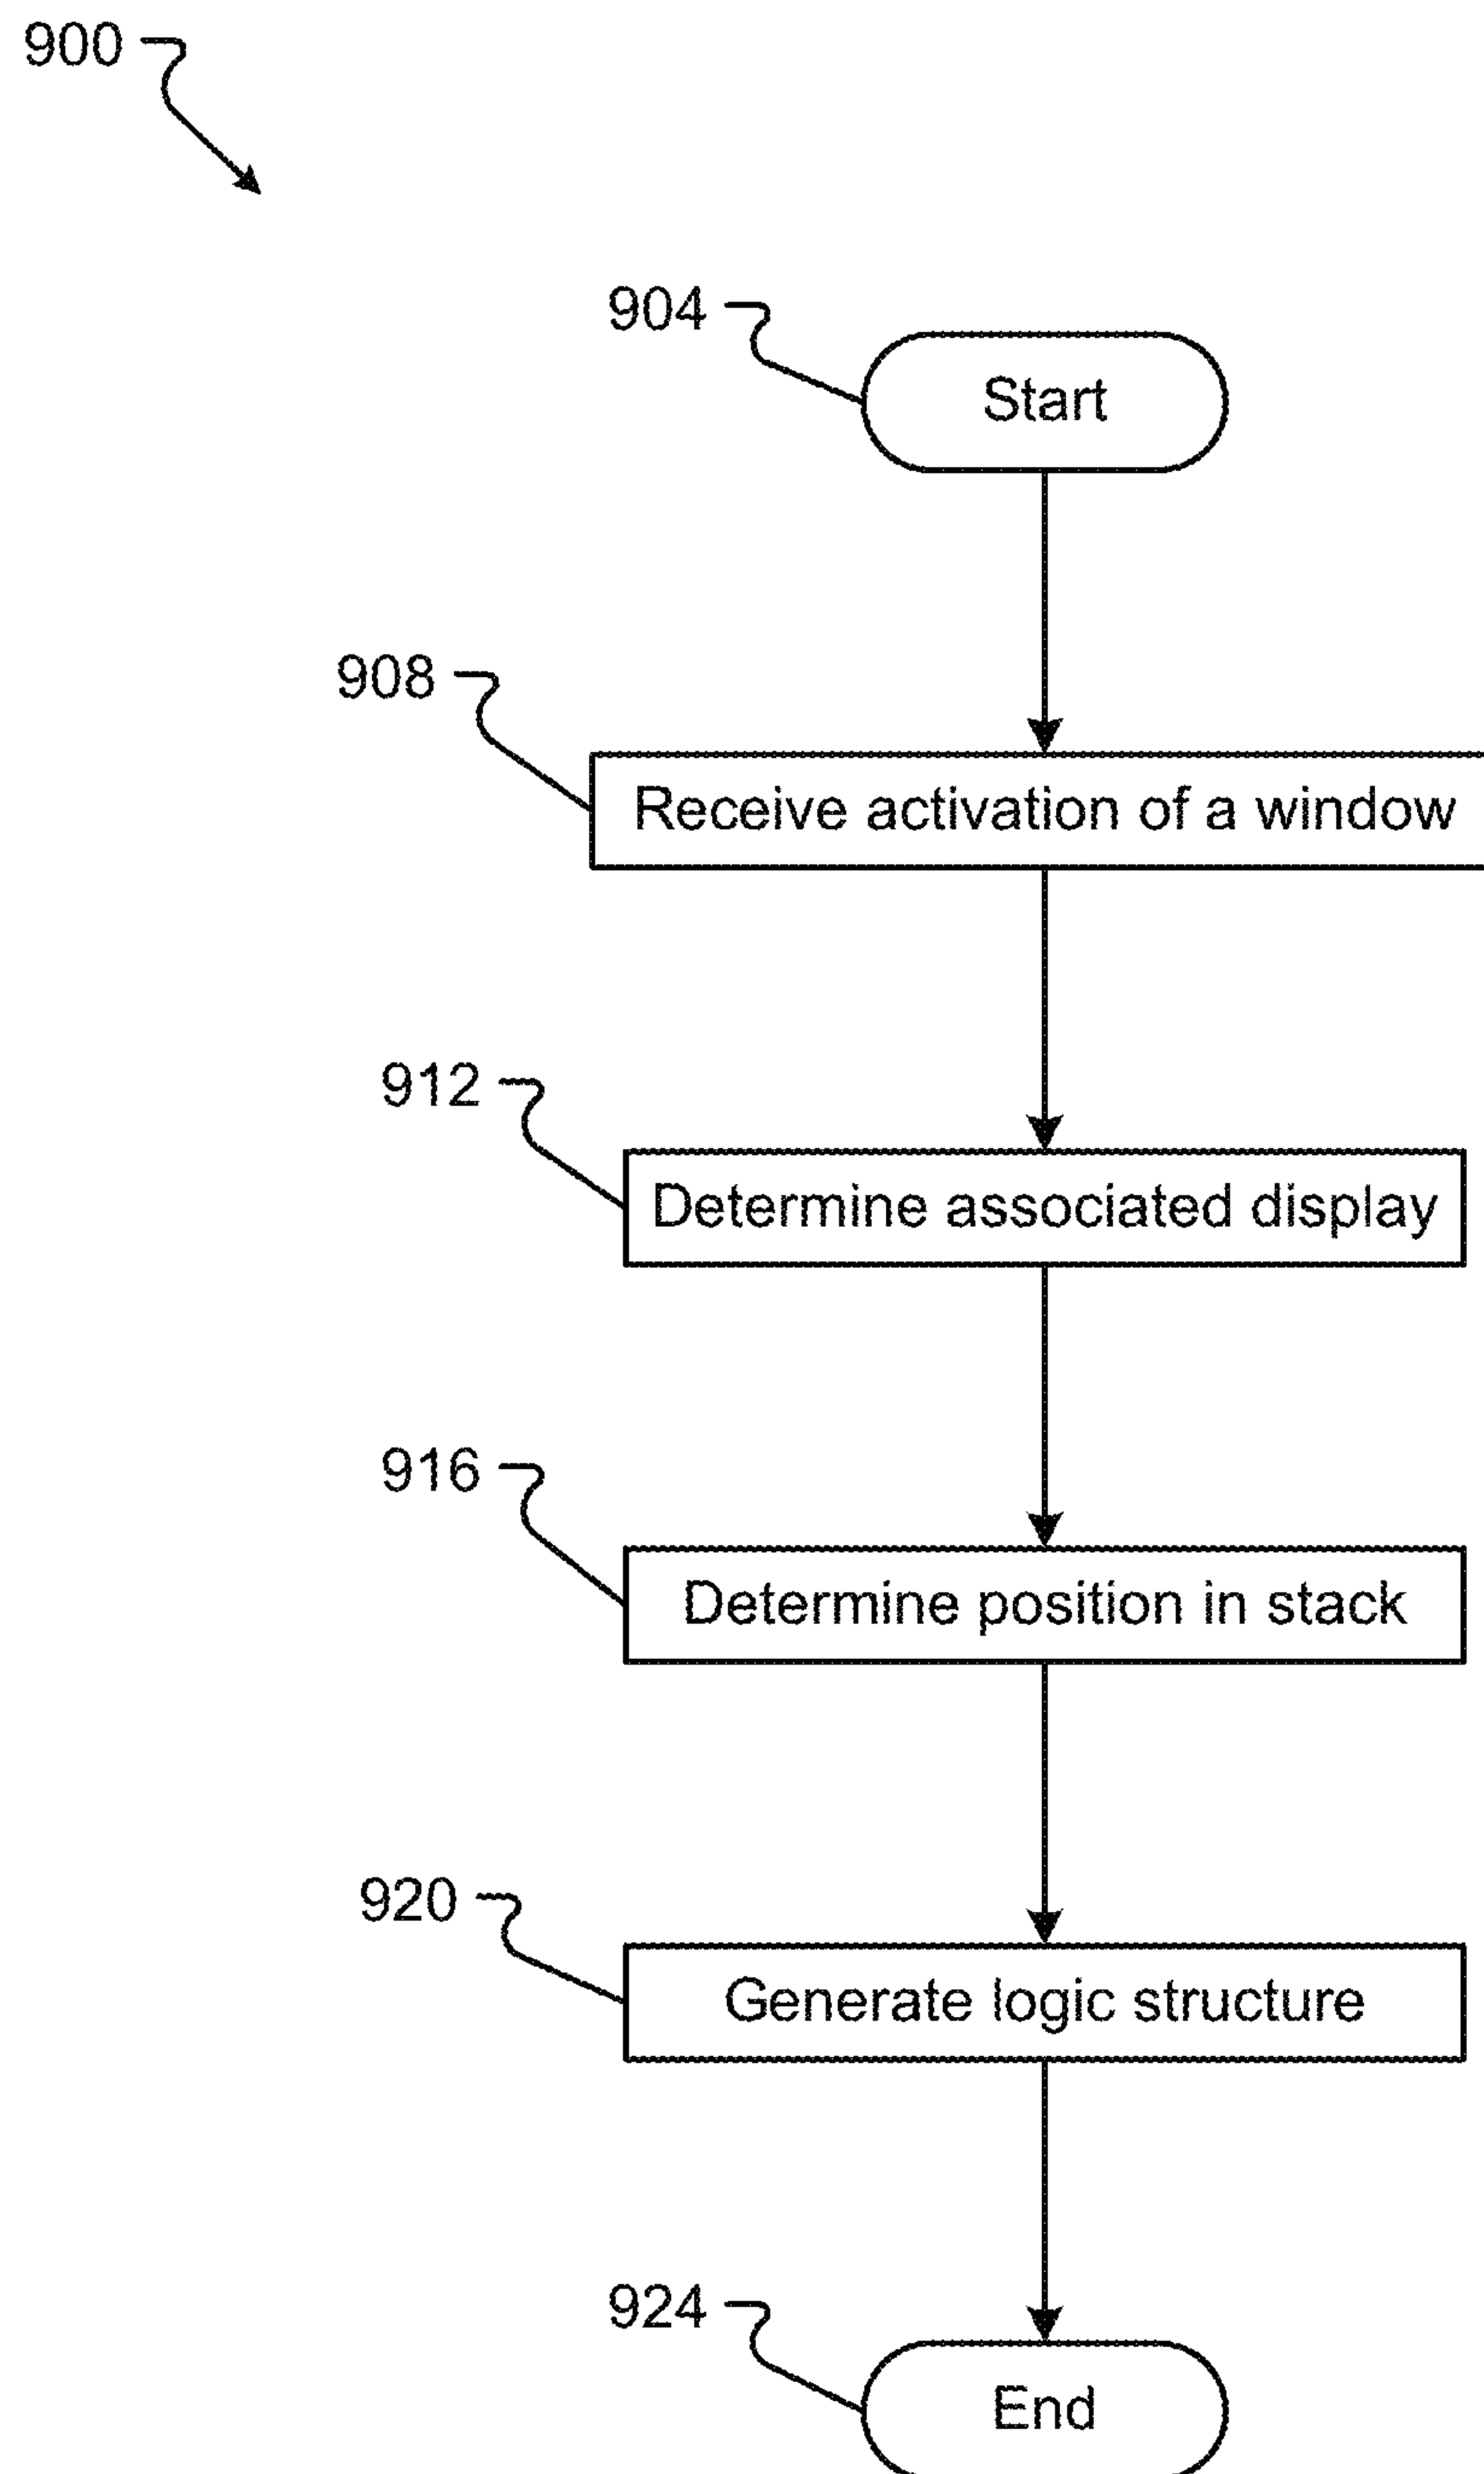 900
904
Start
908
Receive activation of a window
912
Determine associated display
916
Determine position in stack
920
Generate logic structure
924
End